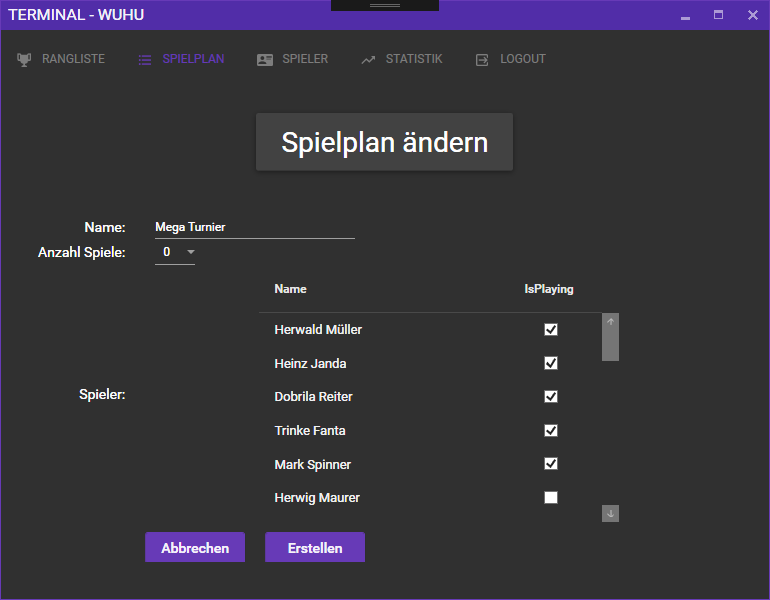 TERMINAL - WUHU
RANGLISTE SPIELPLAN SPIELER STATISTIK LOGOUT
Spielplan ändern
Name: Mega Turnier
Anzahl Spiele: 0
Name IsPlaying
Herwald Müller
Heinz Janda
Spieler:
Dobrila Reiter
Trinke Fanta
Mark Spinner
Herwig Maurer
Abbrechen Erstellen